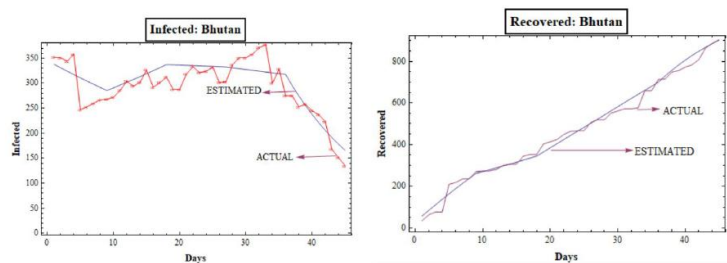 Infected: Bhutan
350
300
250
200
150
100
50
0
Infected
ESTIMATED
ACTUAL
0
10
20
30
40
Days
Recovered: Bhutan
800
600
400
200
0
Recovered
ACTUAL
ESTIMATED
0
10
20
30
40
Days